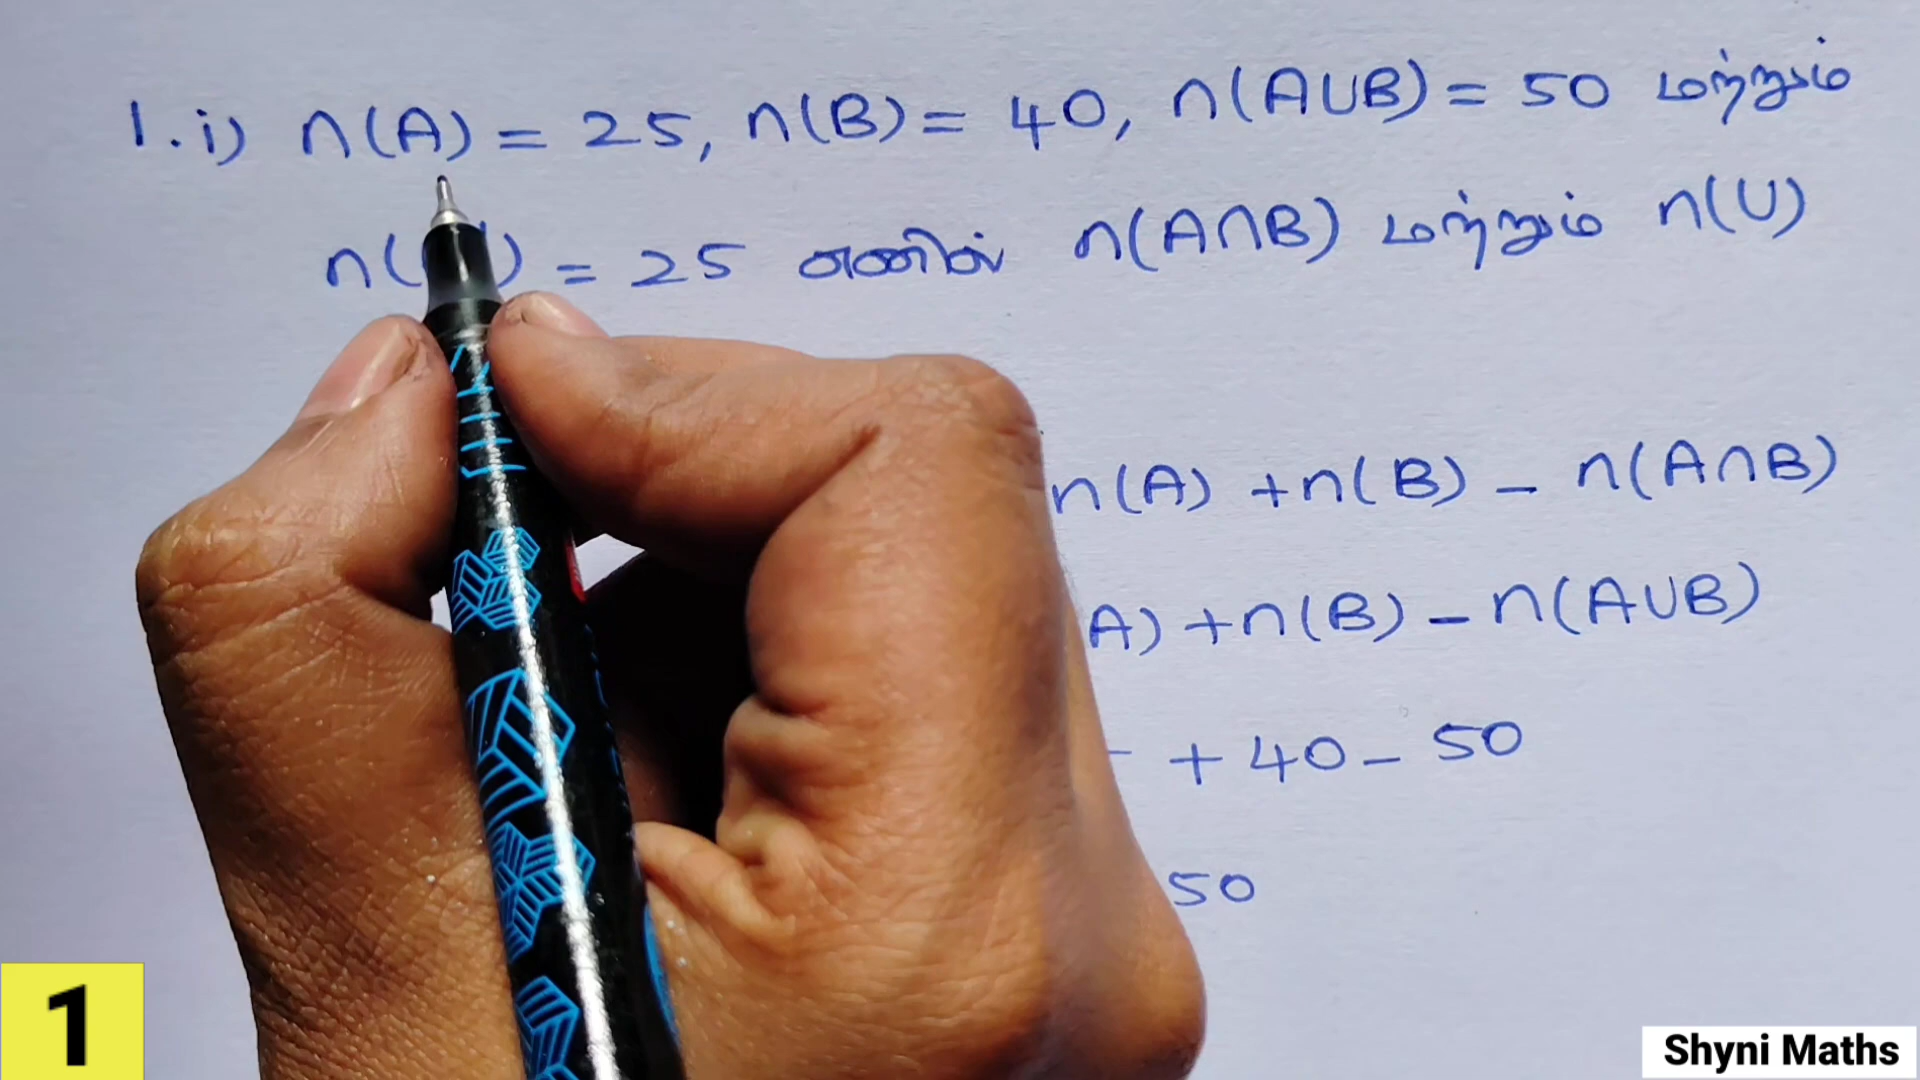 1. i) n(A) = 25, n(B) = 40, n(A∪B) = 50 மற்றும்
n( ') = 25 எனில் n(A∩B) மற்றும் n(U)
n(A) + n(B) - n(A∩B)
A) + n(B) - n(A∪B)
+ 40 - 50
50
1
Shyni Maths